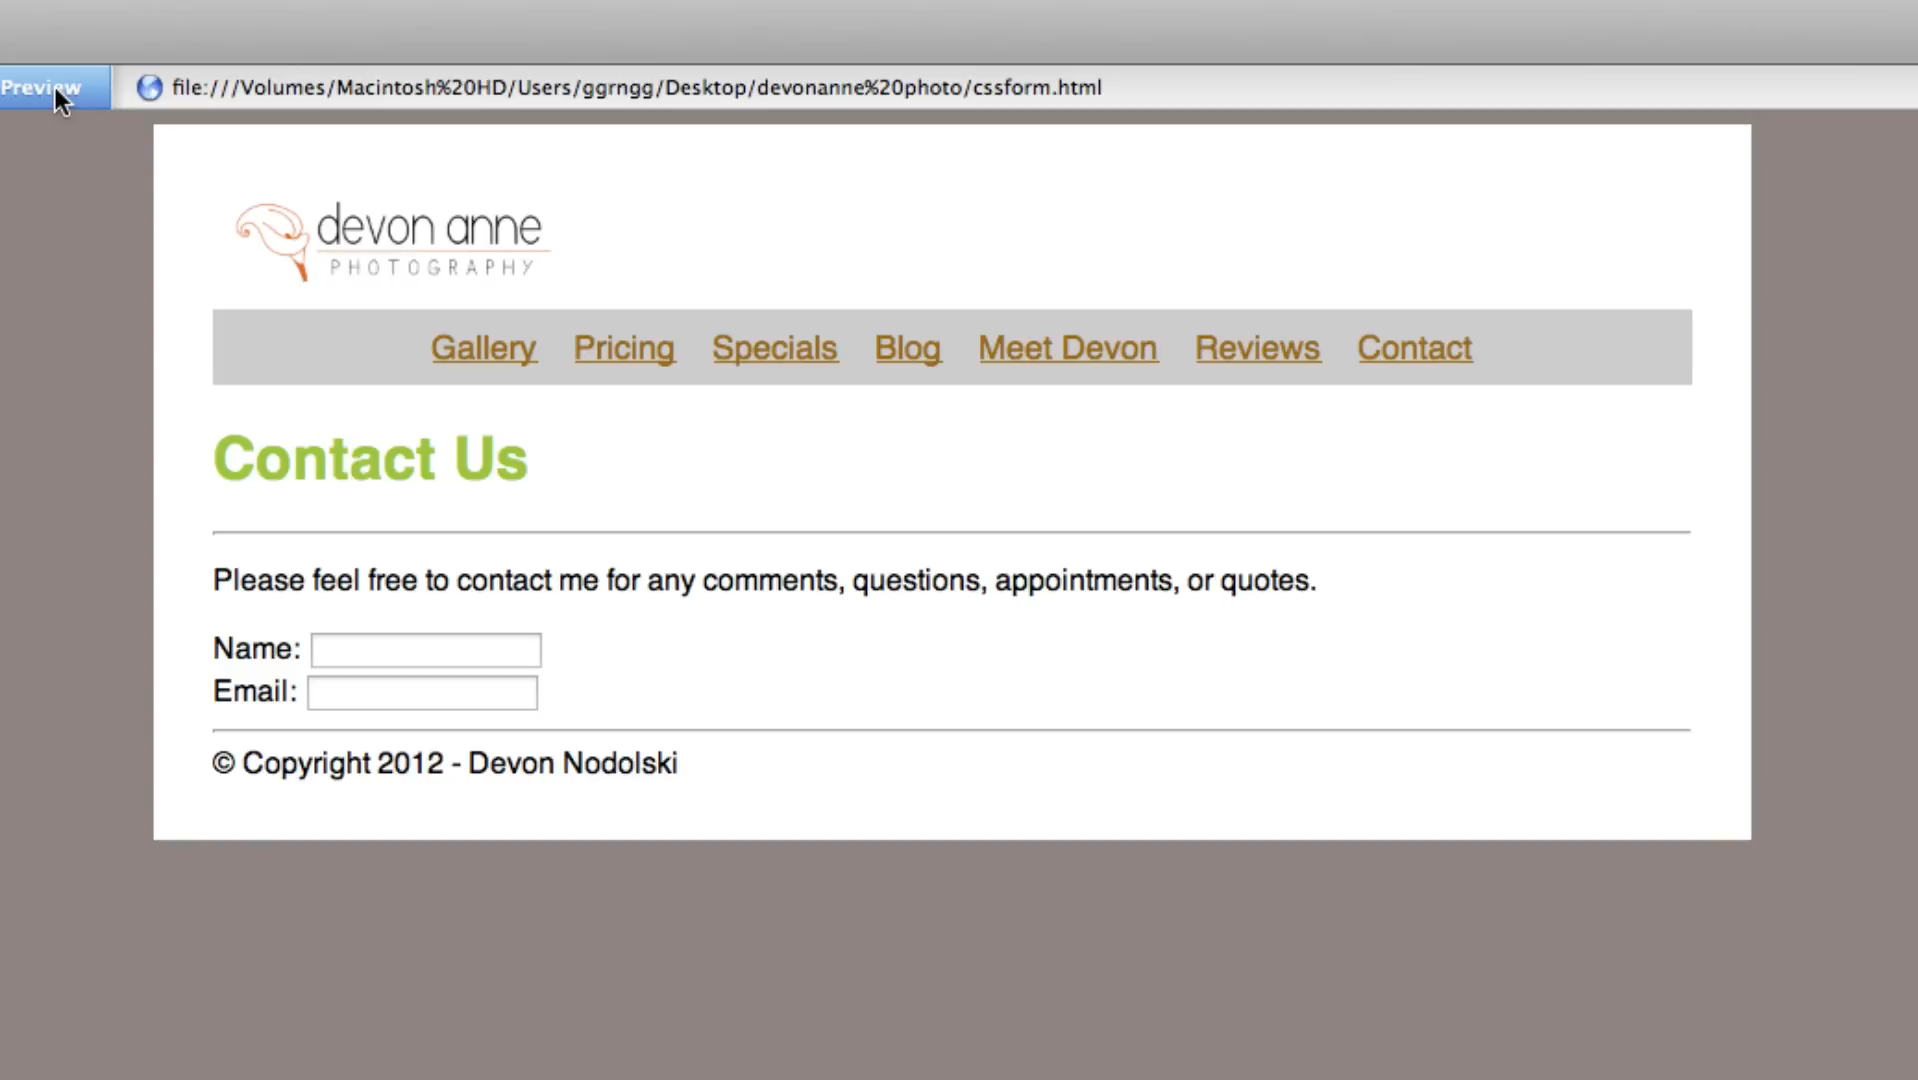 Preview file:///Volumes/Macintosh%20HD/Users/ggrngg/Desktop/devonanne%20photo/cssform.html
devon anne
PHOTOGRAPHY
Gallery Pricing Specials Blog Meet Devon Reviews Contact
Contact Us
Please feel free to contact me for any comments, questions, appointments, or quotes.
Name:
Email:
© Copyright 2012 - Devon Nodolski